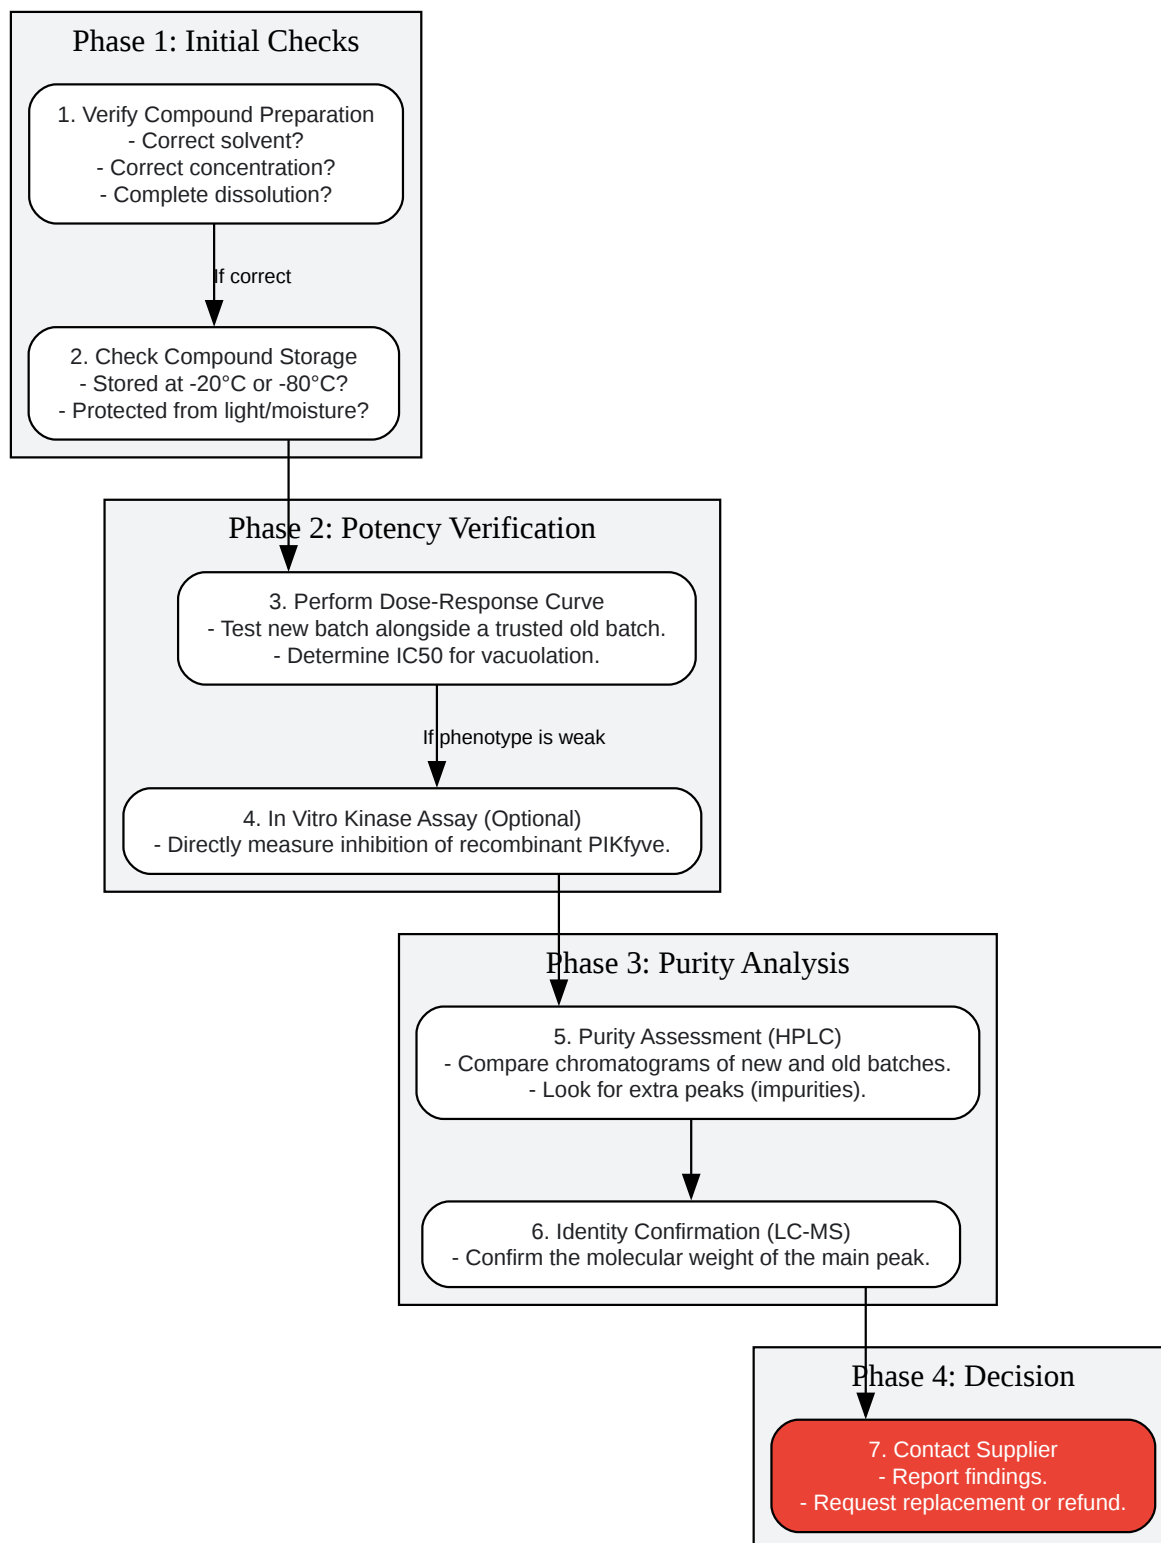 Phase 1: Initial Checks
1. Verify Compound Preparation
- Correct solvent?
- Correct concentration?
- Complete dissolution?
If correct
2. Check Compound Storage
- Stored at -20°C or -80°C?
- Protected from light/moisture?
Phase 2: Potency Verification
3. Perform Dose-Response Curve
- Test new batch alongside a trusted old batch.
- Determine IC50 for vacuolation.
If phenotype is weak
4. In Vitro Kinase Assay (Optional)
- Directly measure inhibition of recombinant PIKfyve.
Phase 3: Purity Analysis
5. Purity Assessment (HPLC)
- Compare chromatograms of new and old batches.
- Look for extra peaks (impurities).
6. Identity Confirmation (LC-MS)
- Confirm the molecular weight of the main peak.
Phase 4: Decision
7. Contact Supplier
- Report findings.
- Request replacement or refund.